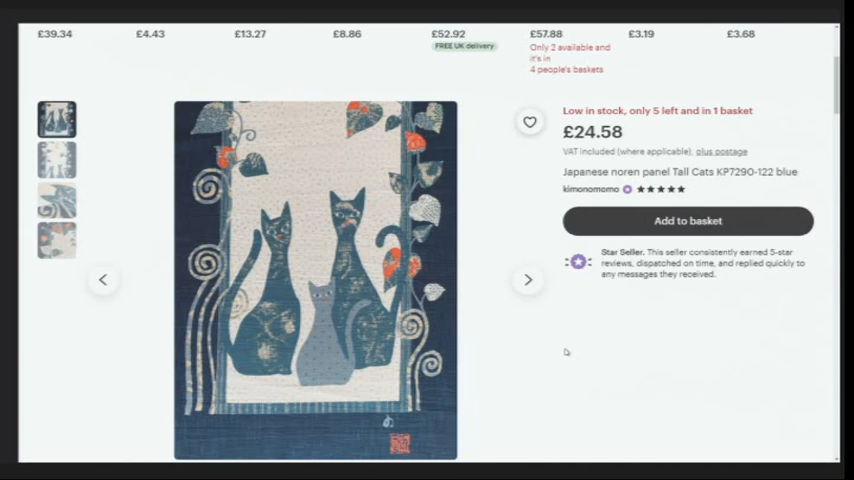 £39.34
£4.43
£13.27
£8.86
£52.92
£57.88
£3.19
£3.68
FREE UK delivery
Only 2 available and
it's in
4 people's baskets
Low in stock, only 5 left and in 1 basket
£24.58
VAT included (where applicable), plus postage
Japanese noren panel Tall Cats KP7290-122 blue
kimonomomo
Add to basket
Star Seller. This seller consistently earned 5-star
reviews, dispatched on time, and replied quickly to
any messages they received.